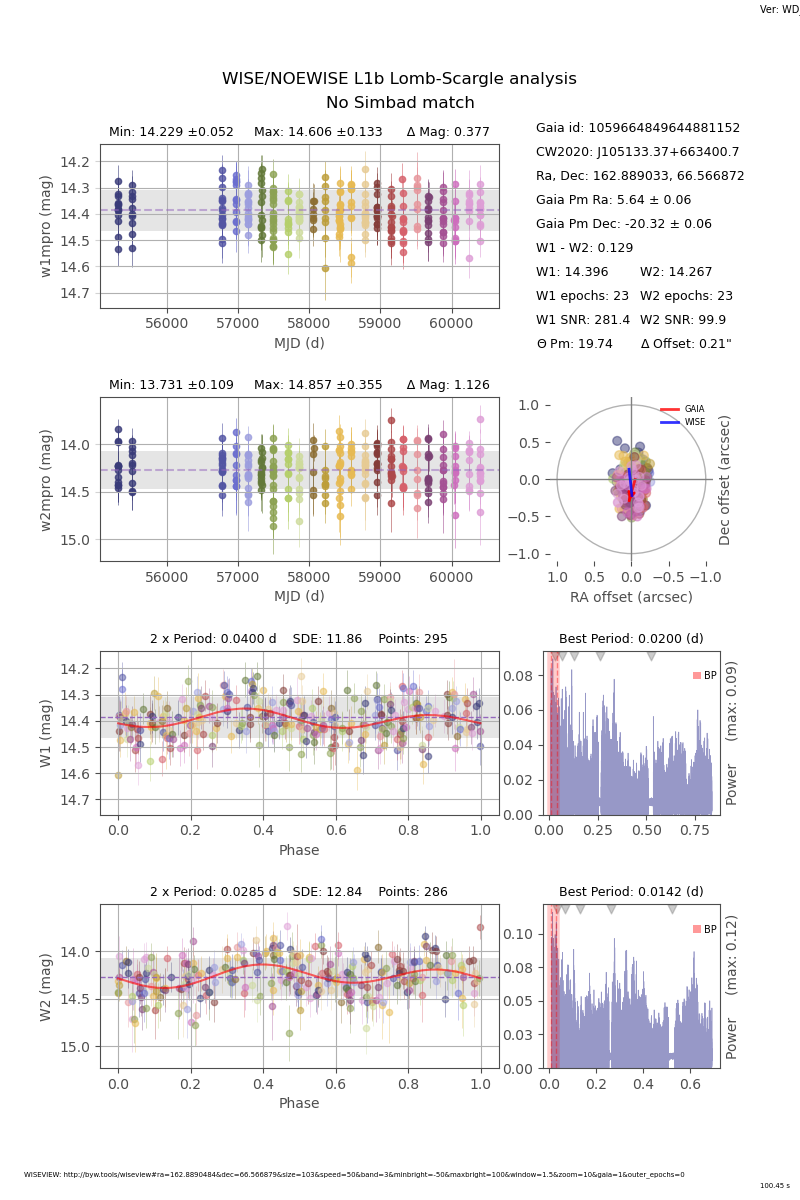 Ver: WD_
WISE/NOEWISE L1b Lomb-Scargle analysis
No Simbad match
Min: 14.229 ±0.052 Max: 14.606 ±0.133 Δ Mag: 0.377
14.2
14.3
14.4
14.5
14.6
14.7
w1mpro (mag)
56000 57000 58000 59000 60000
MJD (d)
Gaia id: 1059664849644881152
CW2020: J105133.37+663400.7
Ra, Dec: 162.889033, 66.566872
Gaia Pm Ra: 5.64 ± 0.06
Gaia Pm Dec: -20.32 ± 0.06
W1 - W2: 0.129
W1: 14.396 W2: 14.267
W1 epochs: 23 W2 epochs: 23
W1 SNR: 281.4 W2 SNR: 99.9
Θ Pm: 19.74 Δ Offset: 0.21"
Min: 13.731 ±0.109 Max: 14.857 ±0.355 Δ Mag: 1.126
14.0
14.5
15.0
w2mpro (mag)
56000 57000 58000 59000 60000
MJD (d)
GAIA
WISE
1.0
0.5
0.0
−0.5
−1.0
Dec offset (arcsec)
1.0 0.5 0.0 −0.5 −1.0
RA offset (arcsec)
2 x Period: 0.0400 d SDE: 11.86 Points: 295
14.2
14.3
14.4
14.5
14.6
14.7
W1 (mag)
0.0 0.2 0.4 0.6 0.8 1.0
Phase
Best Period: 0.0200 (d)
BP
0.08
0.06
0.04
0.02
0.00
Power (max: 0.09)
0.00 0.25 0.50 0.75
2 x Period: 0.0285 d SDE: 12.84 Points: 286
14.0
14.5
15.0
W2 (mag)
0.0 0.2 0.4 0.6 0.8 1.0
Phase
Best Period: 0.0142 (d)
BP
0.10
0.08
0.05
0.03
0.00
Power (max: 0.12)
0.0 0.2 0.4 0.6
WISEVIEW: http://byw.tools/wiseview#ra=162.8890484&dec=66.566879&size=103&speed=50&band=3&minbright=-50&maxbright=100&window=1.5&zoom=10&gaia=1&outer_epochs=0
100.45 s